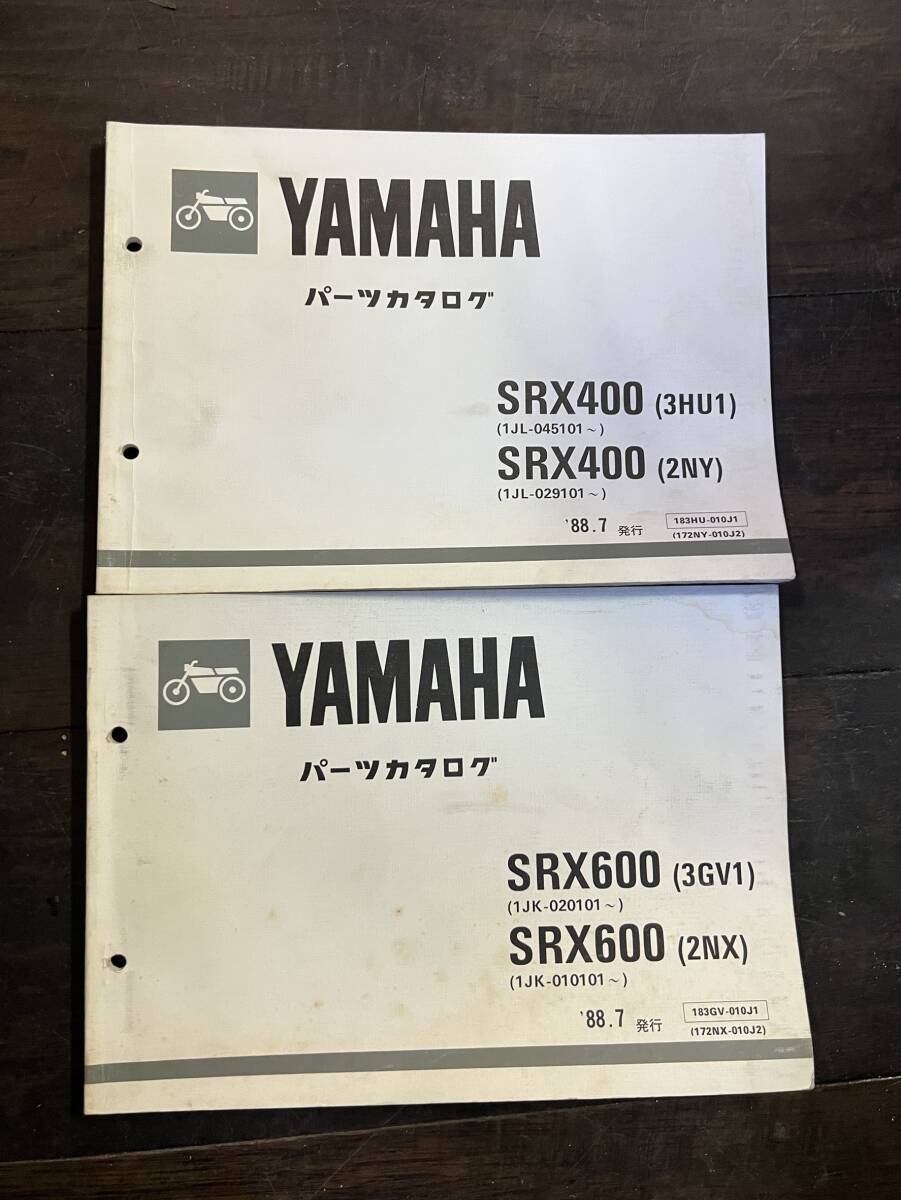 YAMAHA
パーツカタログ
SRX400 (3HU1)
(1JL-045101～)
SRX400 (2NY)
(1JL-029101～)
'88.7 発行 183HU-010J1
(172NY-010J2)
YAMAHA
パーツカタログ
SRX600 (3GV1)
(1JK-020101～)
SRX600 (2NX)
(1JK-010101～)
'88.7 発行 183GV-010J1
(172NX-010J2)